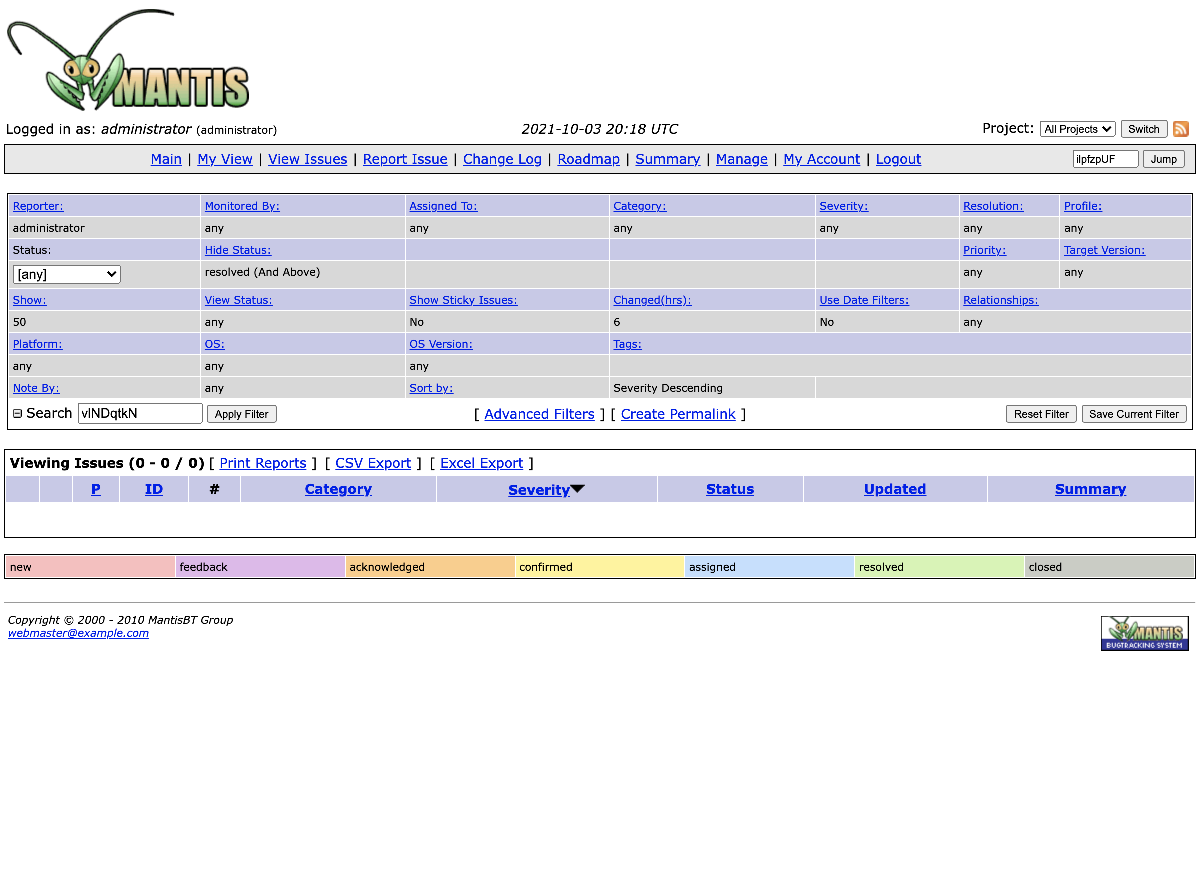 MANTIS
Logged in as: administrator (administrator) 2021-10-03 20:18 UTC Project: All Projects Switch
Main | My View | View Issues | Report Issue | Change Log | Roadmap | Summary | Manage | My Account | Logout ilpfzpUF Jump
Reporter: Monitored By: Assigned To: Category: Severity: Resolution: Profile:
administrator any any any any any any
Status: Hide Status: Priority: Target Version:
[any] resolved (And Above) any any
Show: View Status: Show Sticky Issues: Changed(hrs): Use Date Filters: Relationships:
50 any No 6 No any
Platform: OS: OS Version: Tags:
any any any
Note By: any Sort by: Severity Descending
Search vlNDqtkN Apply Filter [ Advanced Filters ] [ Create Permalink ] Reset Filter Save Current Filter
Viewing Issues (0 - 0 / 0) [ Print Reports ] [ CSV Export ] [ Excel Export ]
P ID # Category Severity Status Updated Summary
new feedback acknowledged confirmed assigned resolved closed
Copyright © 2000 - 2010 MantisBT Group
webmaster@example.com
MANTIS
BUGTRACKING SYSTEM